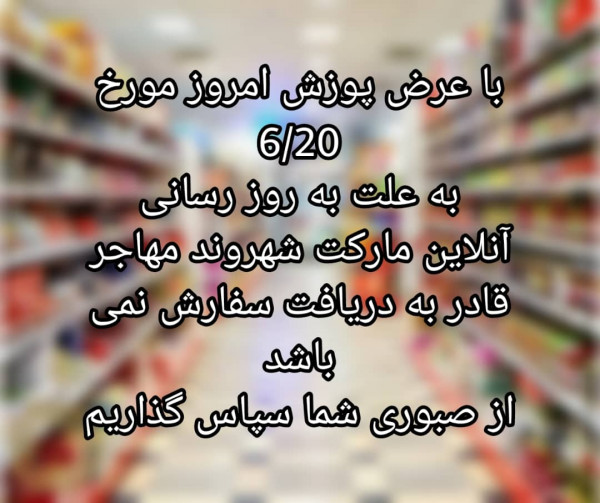 با عرض پوزش امروز مورخ
6/20
به علت به روز رسانی
آنلاین مارکت شهروند مهاجر
قادر به دریافت سفارش نمی
باشد
از صبوری شما سپاس گذاریم